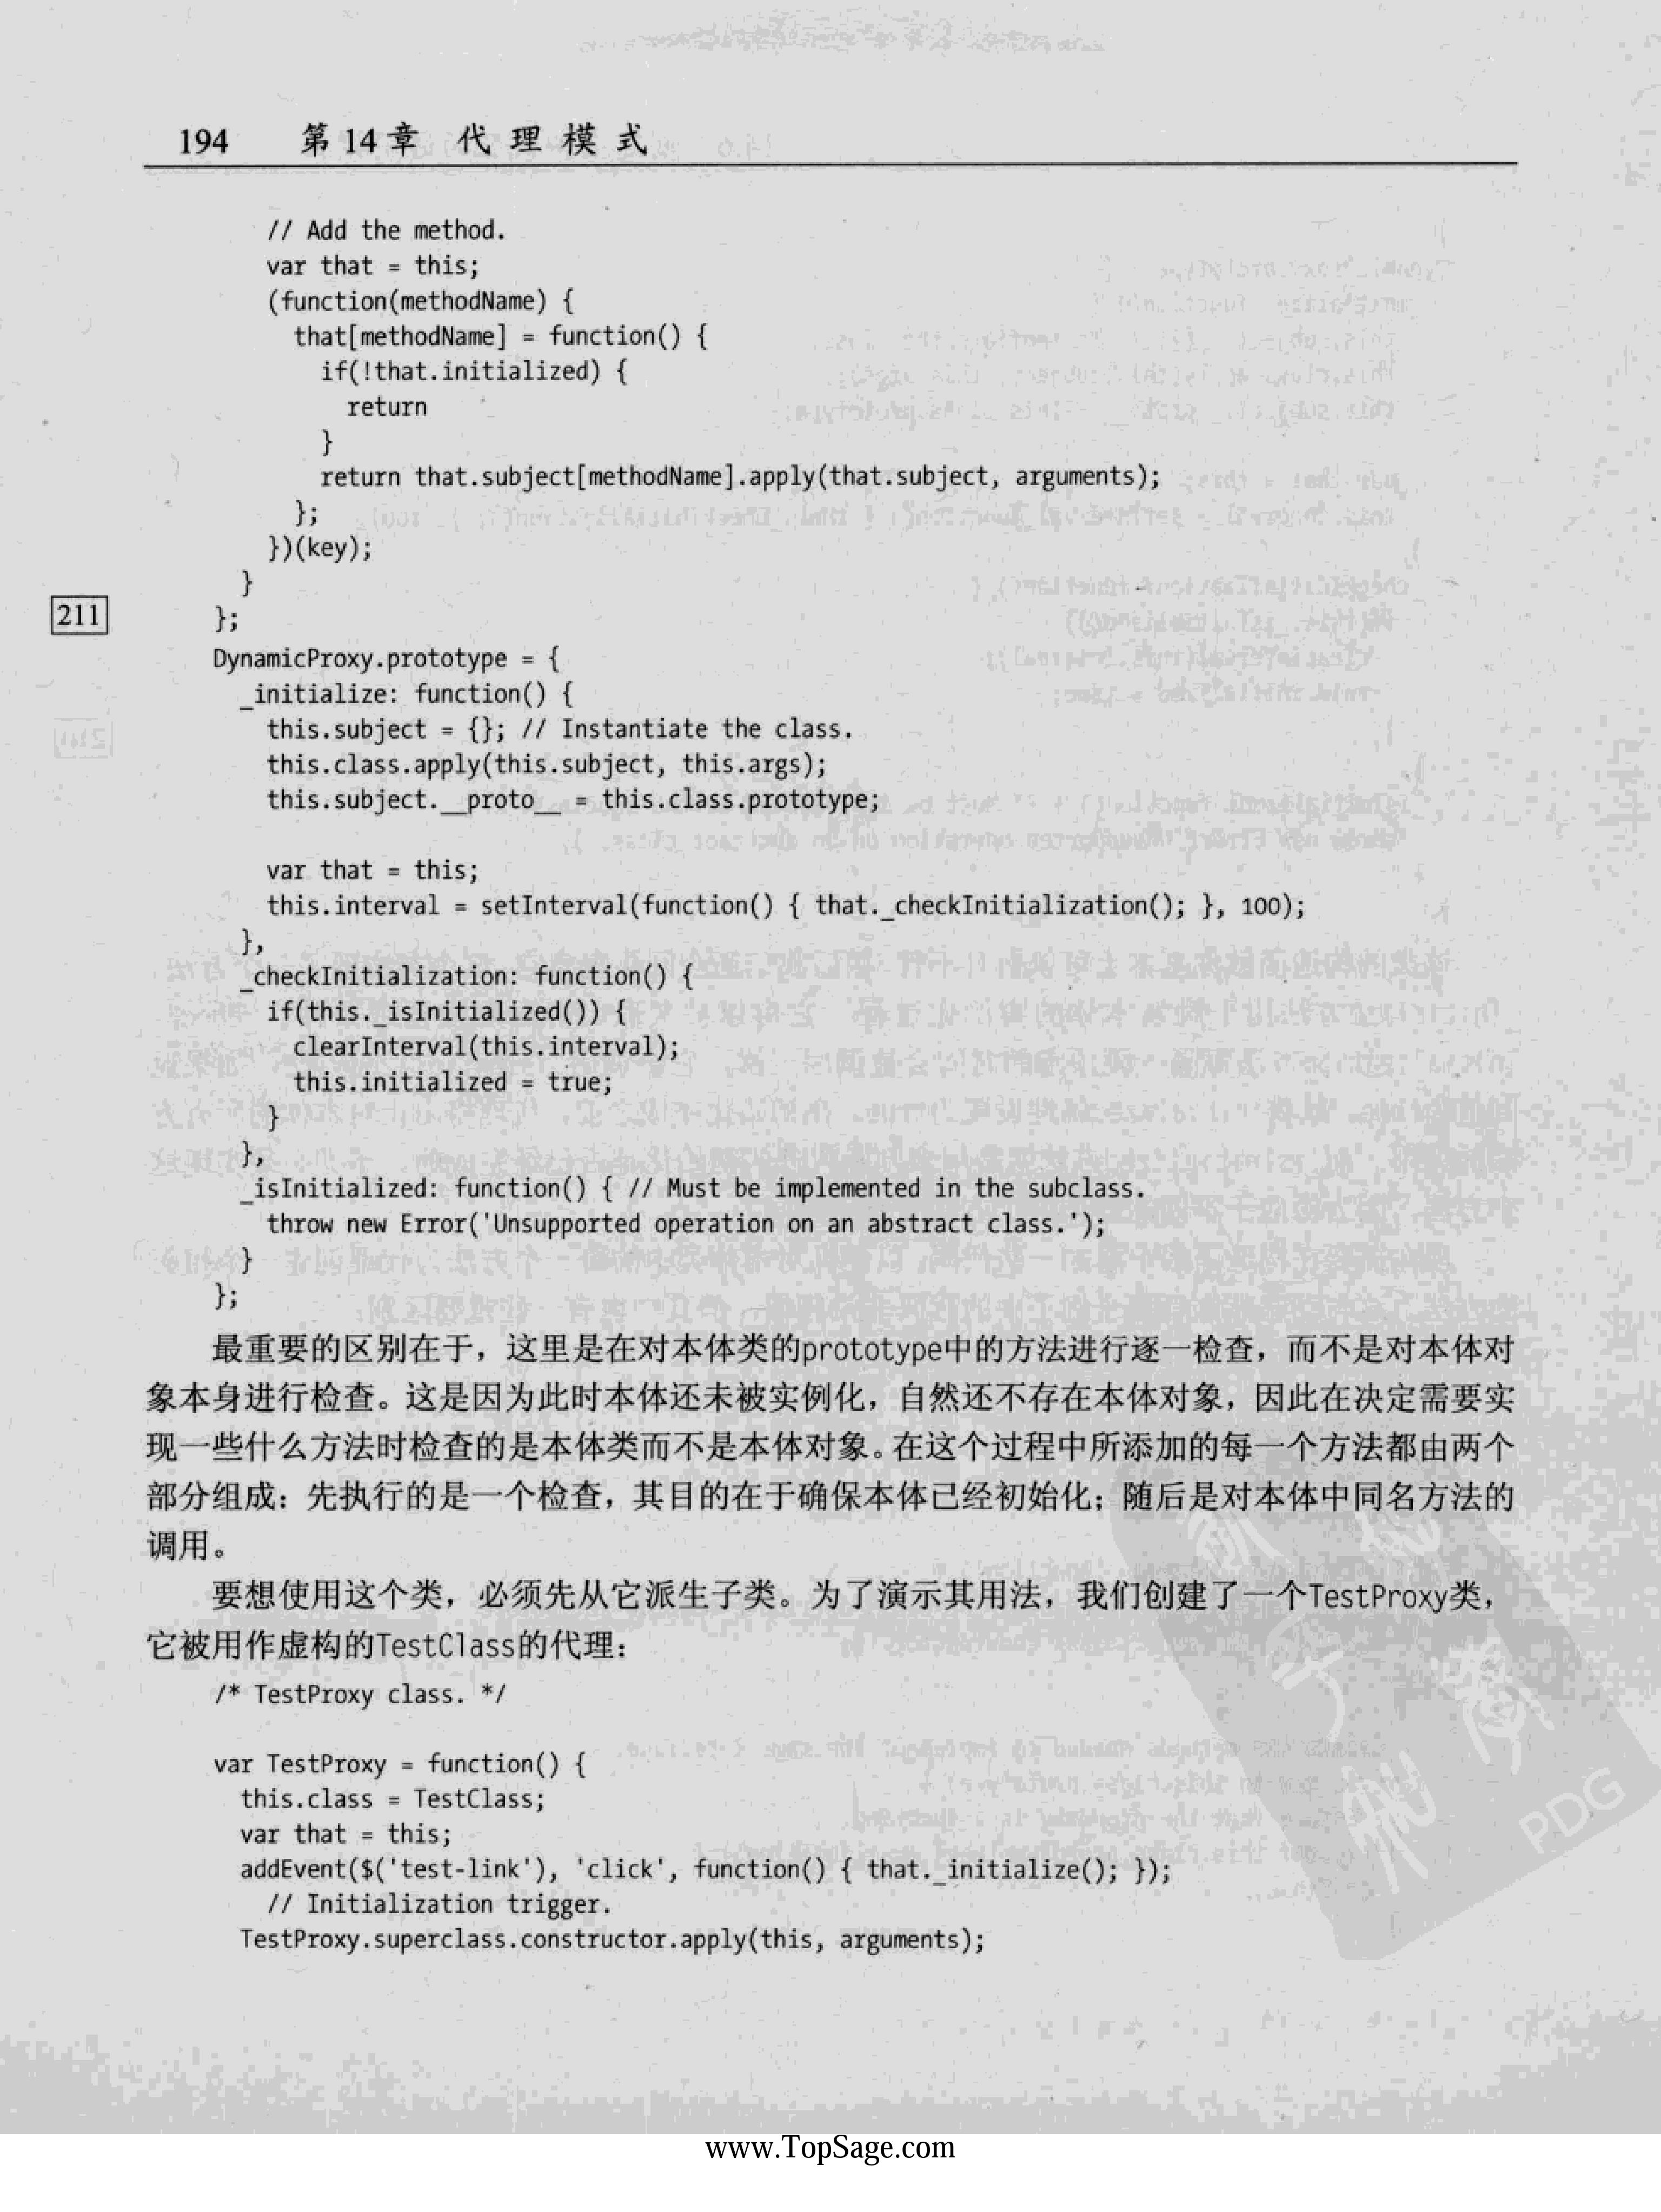 194 第14章 代理模式
// Add the method.
var that = this;
(function(methodName) {
that[methodName] = function() {
if(!that.initialized) {
return
}
return that.subject[methodName].apply(that.subject, arguments);
};
})(key);
}
211
};
DynamicProxy.prototype = {
_initialize: function() {
this.subject = {}; // Instantiate the class.
this.class.apply(this.subject, this.args);
this.subject.__proto__ = this.class.prototype;
var that = this;
this.interval = setInterval(function() { that._checkInitialization(); }, 100);
},
_checkInitialization: function() {
if(this._isInitialized()) {
clearInterval(this.interval);
this.initialized = true;
}
},
_isInitialized: function() { // Must be implemented in the subclass.
throw new Error('Unsupported operation on an abstract class.');
}
};
最重要的区别在于，这里是在对本体类的prototype中的方法进行逐一检查，而不是对本体对
象本身进行检查。这是因为此时本体还未被实例化，自然还不存在本体对象，因此在决定需要实
现一些什么方法时检查的是本体类而不是本体对象。在这个过程中所添加的每一个方法都由两个
部分组成：先执行的是一个检查，其目的在于确保本体已经初始化；随后是对本体中同名方法的
调用。
要想使用这个类，必须先从它派生子类。为了演示其用法，我们创建了一个TestProxy类，
它被用作虚构的TestClass的代理：
/* TestProxy class. */
var TestProxy = function() {
this.class = TestClass;
var that = this;
addEvent($('test-link'), 'click', function() { that._initialize(); });
// Initialization trigger.
TestProxy.superclass.constructor.apply(this, arguments);
PDG
www.TopSage.com